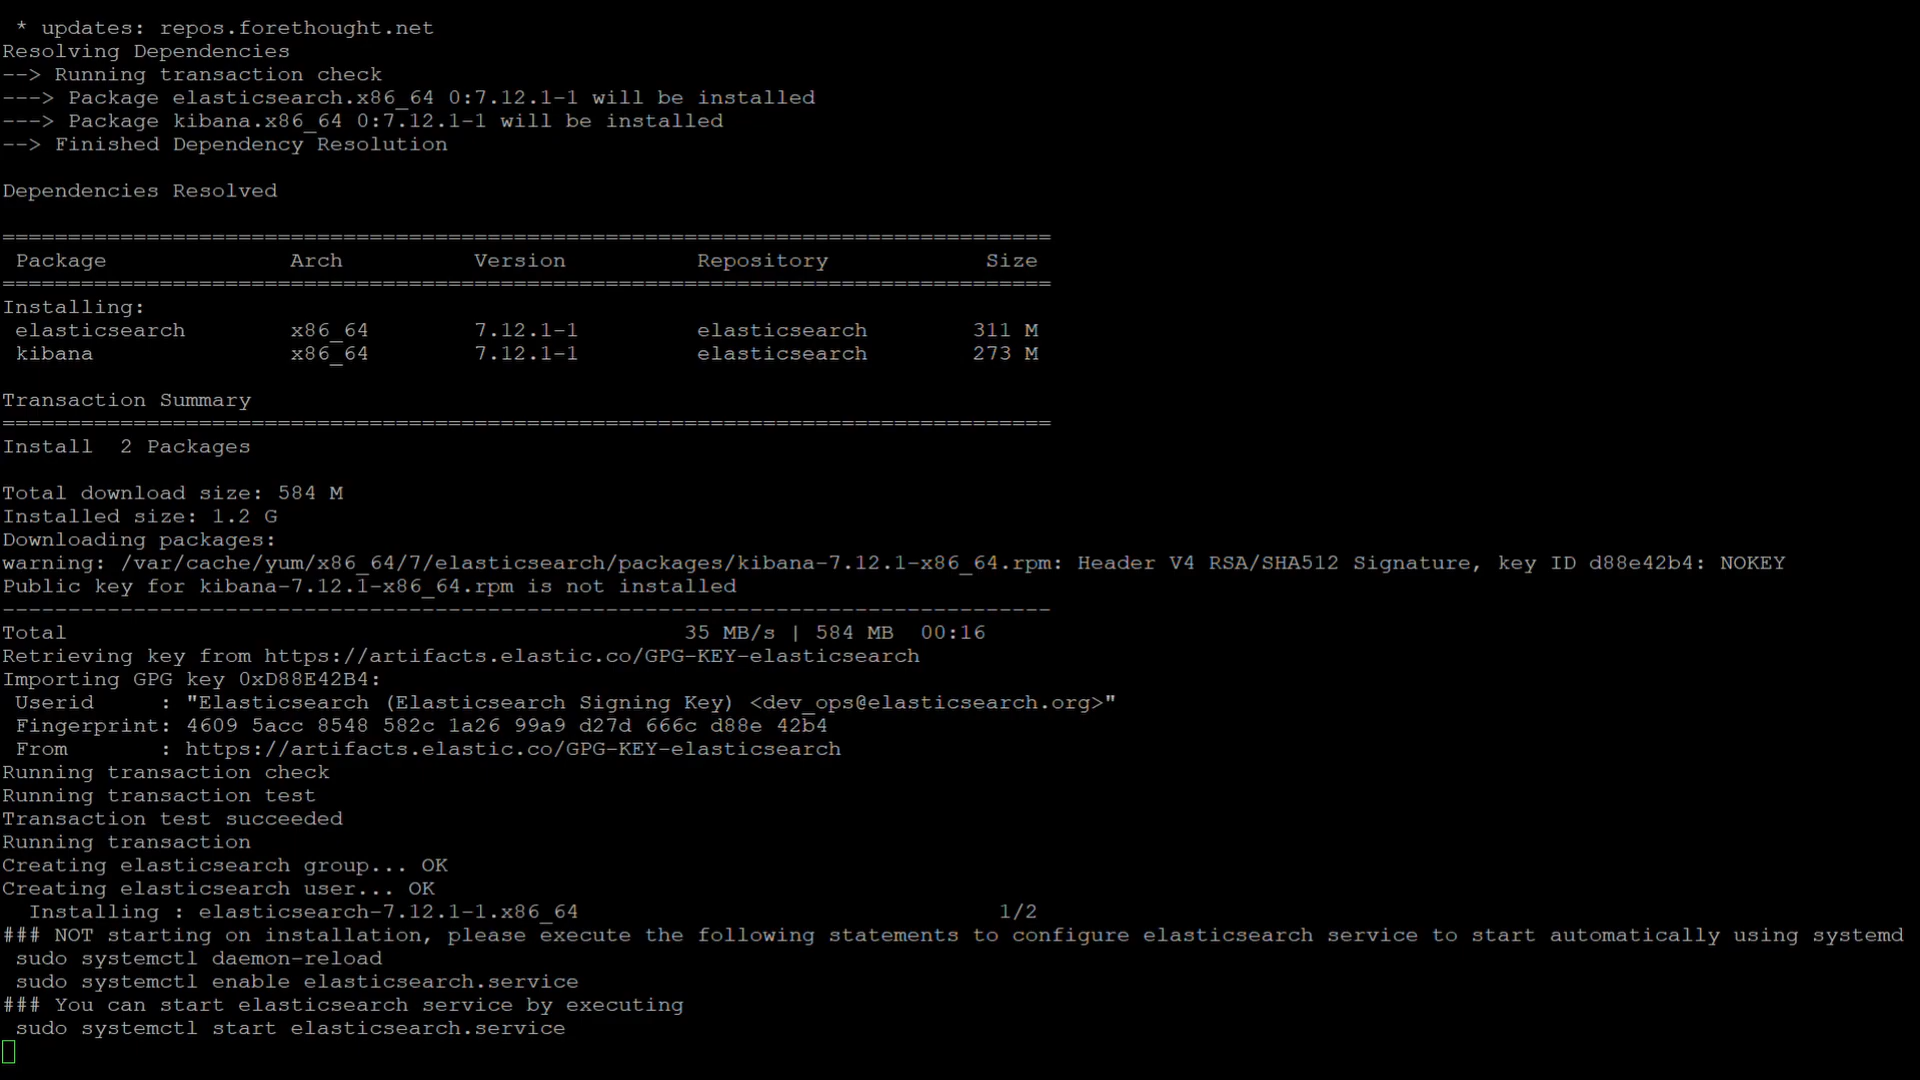 * updates: repos.forethought.net
Resolving Dependencies
--> Running transaction check
---> Package elasticsearch.x86_64 0:7.12.1-1 will be installed
---> Package kibana.x86_64 0:7.12.1-1 will be installed
--> Finished Dependency Resolution

Dependencies Resolved

================================================================================
 Package              Arch          Version          Repository            Size
================================================================================
Installing:
 elasticsearch        x86_64        7.12.1-1         elasticsearch        311 M
 kibana               x86_64        7.12.1-1         elasticsearch        273 M

Transaction Summary
================================================================================
Install  2 Packages

Total download size: 584 M
Installed size: 1.2 G
Downloading packages:
warning: /var/cache/yum/x86_64/7/elasticsearch/packages/kibana-7.12.1-x86_64.rpm: Header V4 RSA/SHA512 Signature, key ID d88e42b4: NOKEY
Public key for kibana-7.12.1-x86_64.rpm is not installed
--------------------------------------------------------------------------------
Total                                               35 MB/s | 584 MB  00:16
Retrieving key from https://artifacts.elastic.co/GPG-KEY-elasticsearch
Importing GPG key 0xD88E42B4:
 Userid     : "Elasticsearch (Elasticsearch Signing Key) <dev_ops@elasticsearch.org>"
 Fingerprint: 4609 5acc 8548 582c 1a26 99a9 d27d 666c d88e 42b4
 From       : https://artifacts.elastic.co/GPG-KEY-elasticsearch
Running transaction check
Running transaction test
Transaction test succeeded
Running transaction
Creating elasticsearch group... OK
Creating elasticsearch user... OK
  Installing : elasticsearch-7.12.1-1.x86_64                                1/2
### NOT starting on installation, please execute the following statements to configure elasticsearch service to start automatically using systemd
 sudo systemctl daemon-reload
 sudo systemctl enable elasticsearch.service
### You can start elasticsearch service by executing
 sudo systemctl start elasticsearch.service